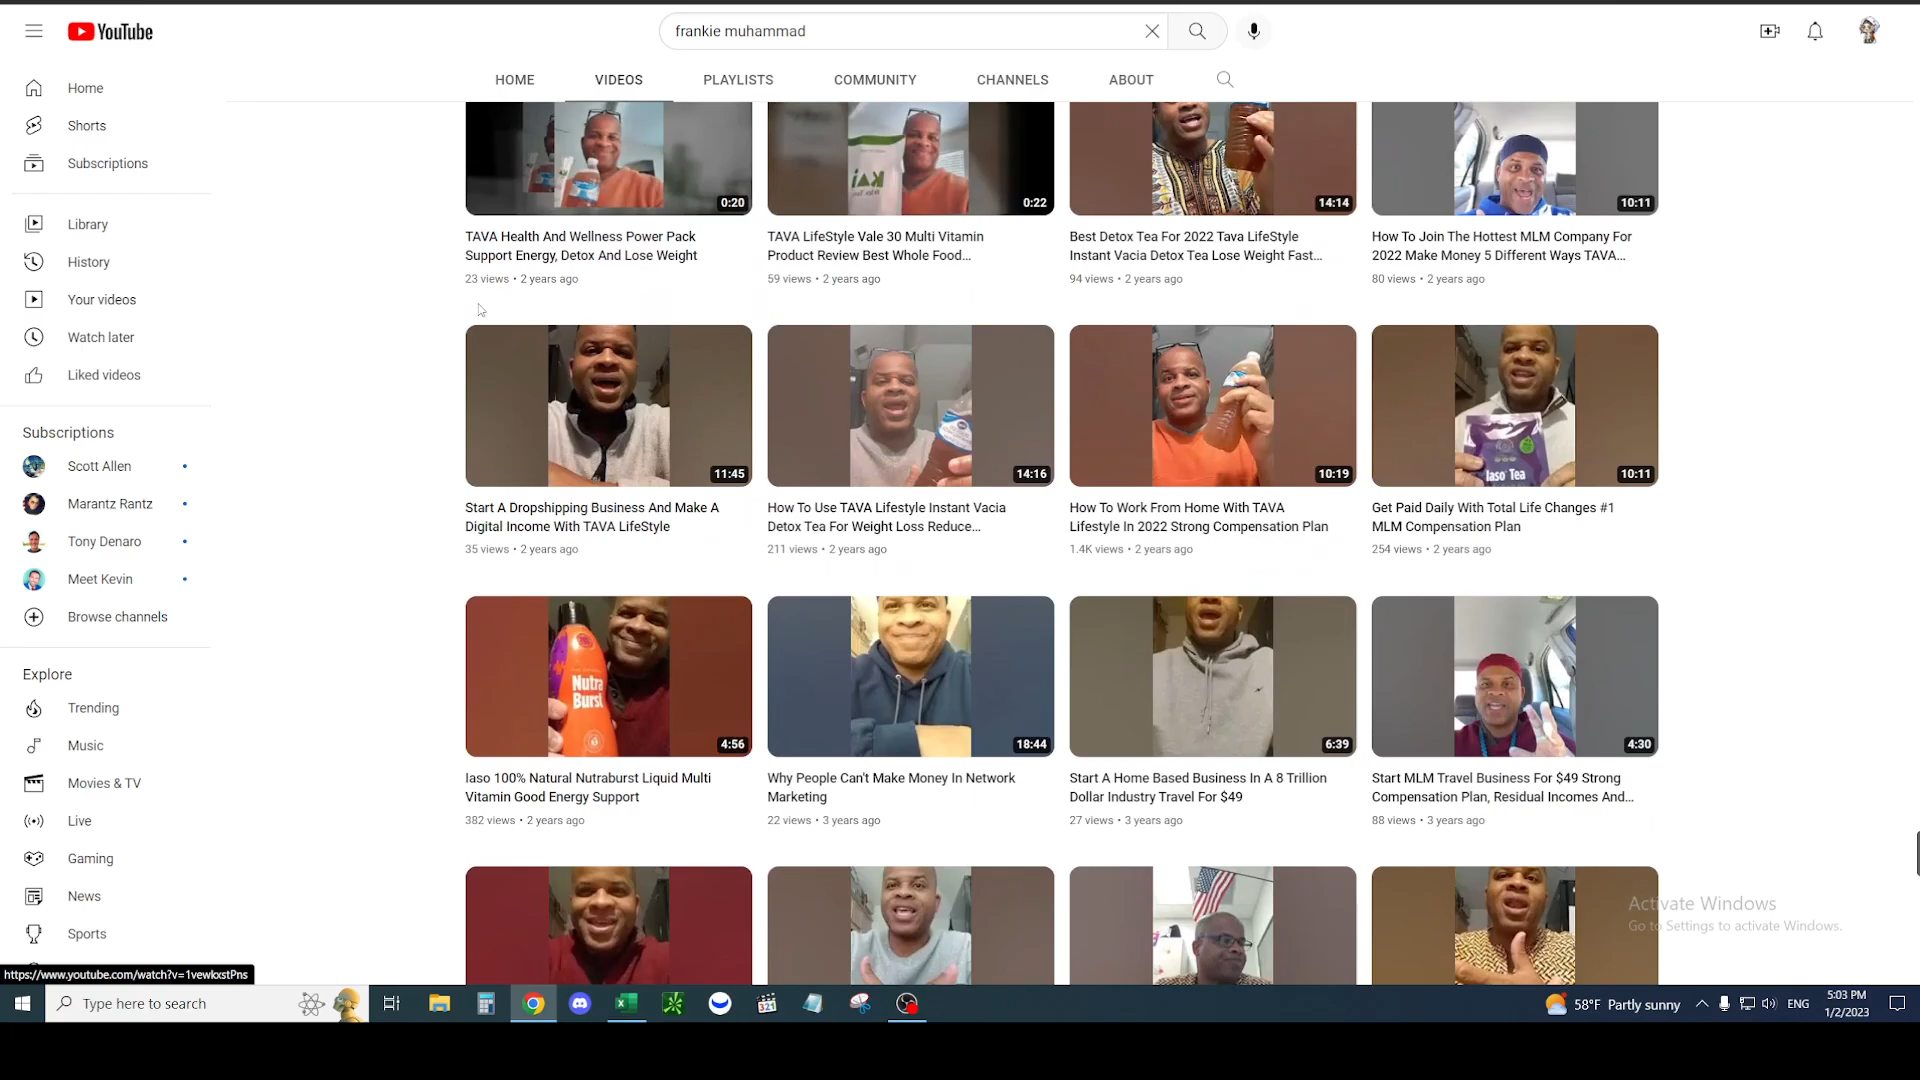 YouTube
frankie muhammad
HOME
VIDEOS
PLAYLISTS
COMMUNITY
CHANNELS
ABOUT
Home
Shorts
Subscriptions
Library
History
Your videos
Watch later
Liked videos
Subscriptions
Scott Allen
Marantz Rantz
Tony Denaro
Meet Kevin
Browse channels
Explore
Trending
Music
Movies & TV
Live
Gaming
News
Sports
0:20
TAVA Health And Wellness Power Pack
Support Energy, Detox And Lose Weight
23 views • 2 years ago
0:22
TAVA LifeStyle Vale 30 Multi Vitamin
Product Review Best Whole Food...
59 views • 2 years ago
14:14
Best Detox Tea For 2022 Tava LifeStyle
Instant Vacia Detox Tea Lose Weight Fast...
94 views • 2 years ago
10:11
How To Join The Hottest MLM Company For
2022 Make Money 5 Different Ways TAVA...
80 views • 2 years ago
11:45
Start A Dropshipping Business And Make A
Digital Income With TAVA LifeStyle
35 views • 2 years ago
14:16
How To Use TAVA Lifestyle Instant Vacia
Detox Tea For Weight Loss Reduce...
211 views • 2 years ago
10:19
How To Work From Home With TAVA
Lifestyle In 2022 Strong Compensation Plan
1.4K views • 2 years ago
Iaso Tea
10:11
Get Paid Daily With Total Life Changes #1
MLM Compensation Plan
254 views • 2 years ago
Nutra
Burst
4:56
Iaso 100% Natural Nutraburst Liquid Multi
Vitamin Good Energy Support
382 views • 2 years ago
18:44
Why People Can't Make Money In Network
Marketing
22 views • 3 years ago
6:39
Start A Home Based Business In A 8 Trillion
Dollar Industry Travel For $49
27 views • 3 years ago
4:30
Start MLM Travel Business For $49 Strong
Compensation Plan, Residual Incomes And...
88 views • 3 years ago
Activate Windows
Go to Settings to activate Windows.
https://www.youtube.com/watch?v=1vewkxstPns
Type here to search
321
58°F Partly sunny
ENG
5:03 PM
1/2/2023